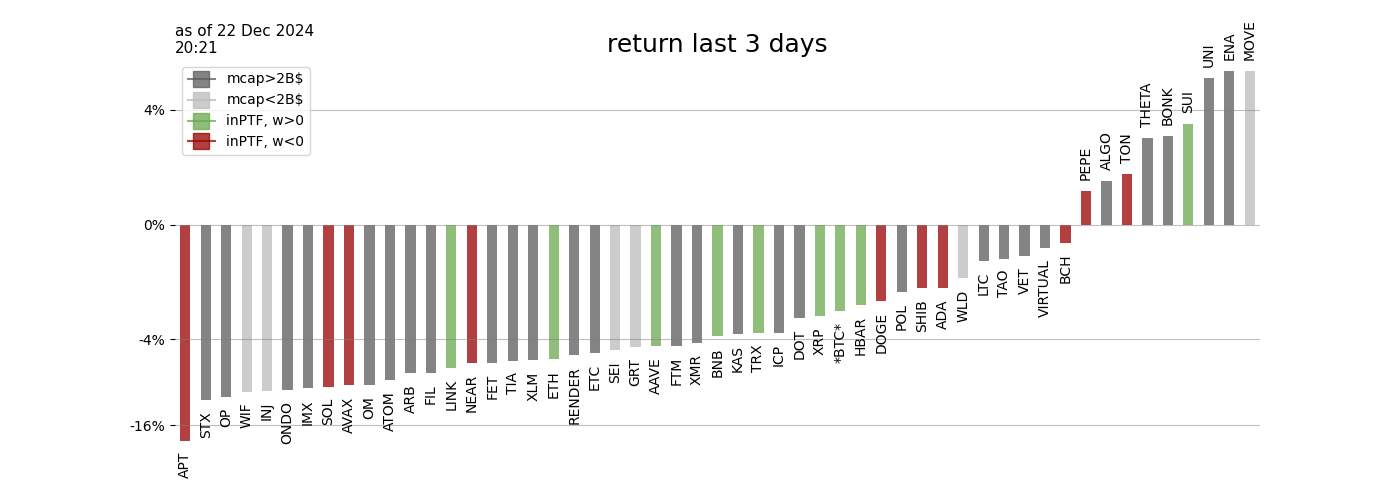 as of 22 Dec 2024
20:21
return last 3 days
mcap>2B$
mcap<2B$
inPTF, w>0
inPTF, w<0
4%
0%
-4%
-16%
APT
STX
OP
WIF
INJ
ONDO
IMX
SOL
AVAX
OM
ATOM
ARB
FIL
LINK
NEAR
FET
TIA
XLM
ETH
RENDER
ETC
SEI
GRT
AAVE
FTM
XMR
BNB
KAS
TRX
ICP
DOT
XRP
*BTC*
HBAR
DOGE
POL
SHIB
ADA
WLD
LTC
TAO
VET
VIRTUAL
BCH
PEPE
ALGO
TON
THETA
BONK
SUI
UNI
ENA
MOVE